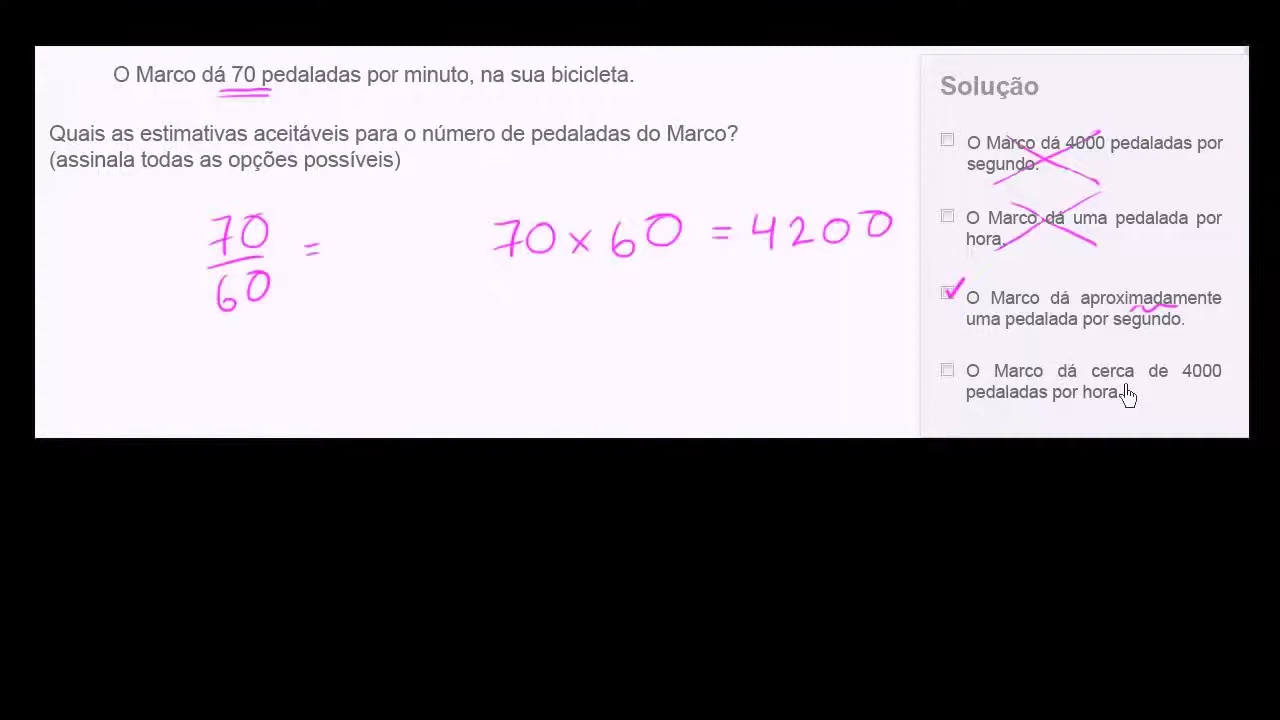 O Marco dá 70 pedaladas por minuto, na sua bicicleta.
Quais as estimativas aceitáveis para o número de pedaladas do Marco?
(assinala todas as opções possíveis)
70
60
=
70 x 60 = 4200
Solução
O Marco dá 4000 pedaladas por
segundo.
O Marco dá uma pedalada por
hora.
O Marco dá aproximadamente
uma pedalada por segundo.
O Marco dá cerca de 4000
pedaladas por hora.